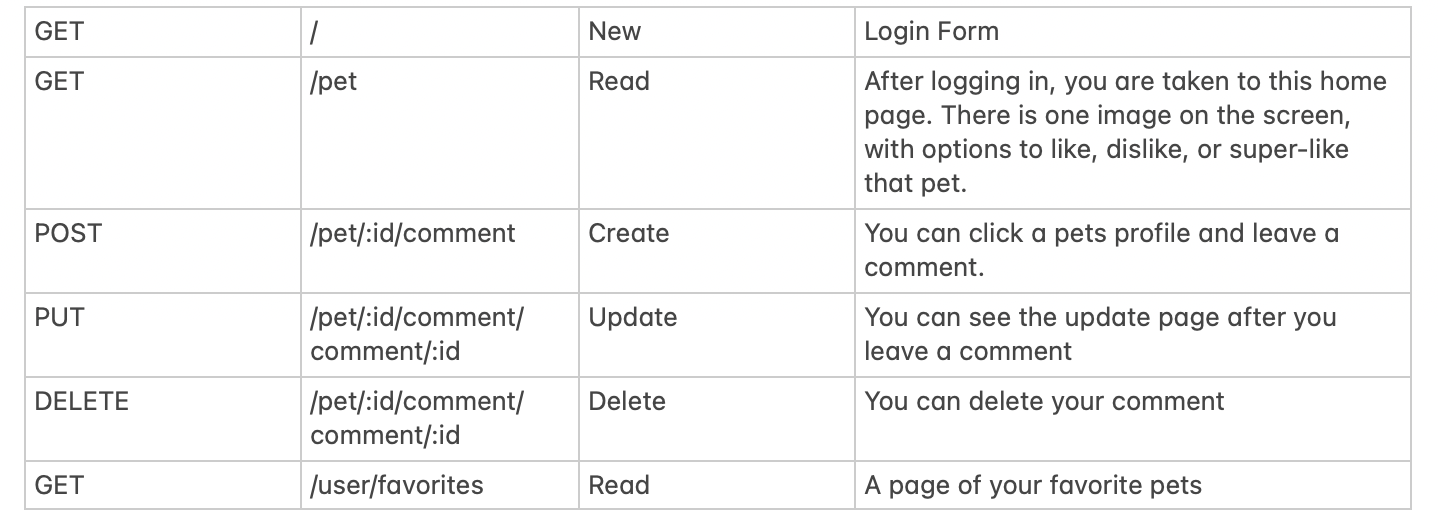 GET / New Login Form
GET /pet Read After logging in, you are taken to this home
page. There is one image on the screen,
with options to like, dislike, or super-like
that pet.
POST /pet/:id/comment Create You can click a pets profile and leave a
comment.
PUT /pet/:id/comment/ Update You can see the update page after you
comment/:id leave a comment
DELETE /pet/:id/comment/ Delete You can delete your comment
comment/:id
GET /user/favorites Read A page of your favorite pets